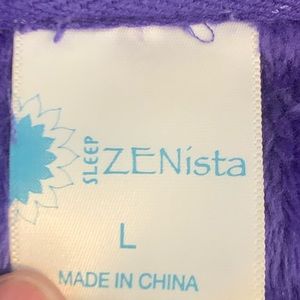 SLEEP
ZENista
L
MADE IN CHINA